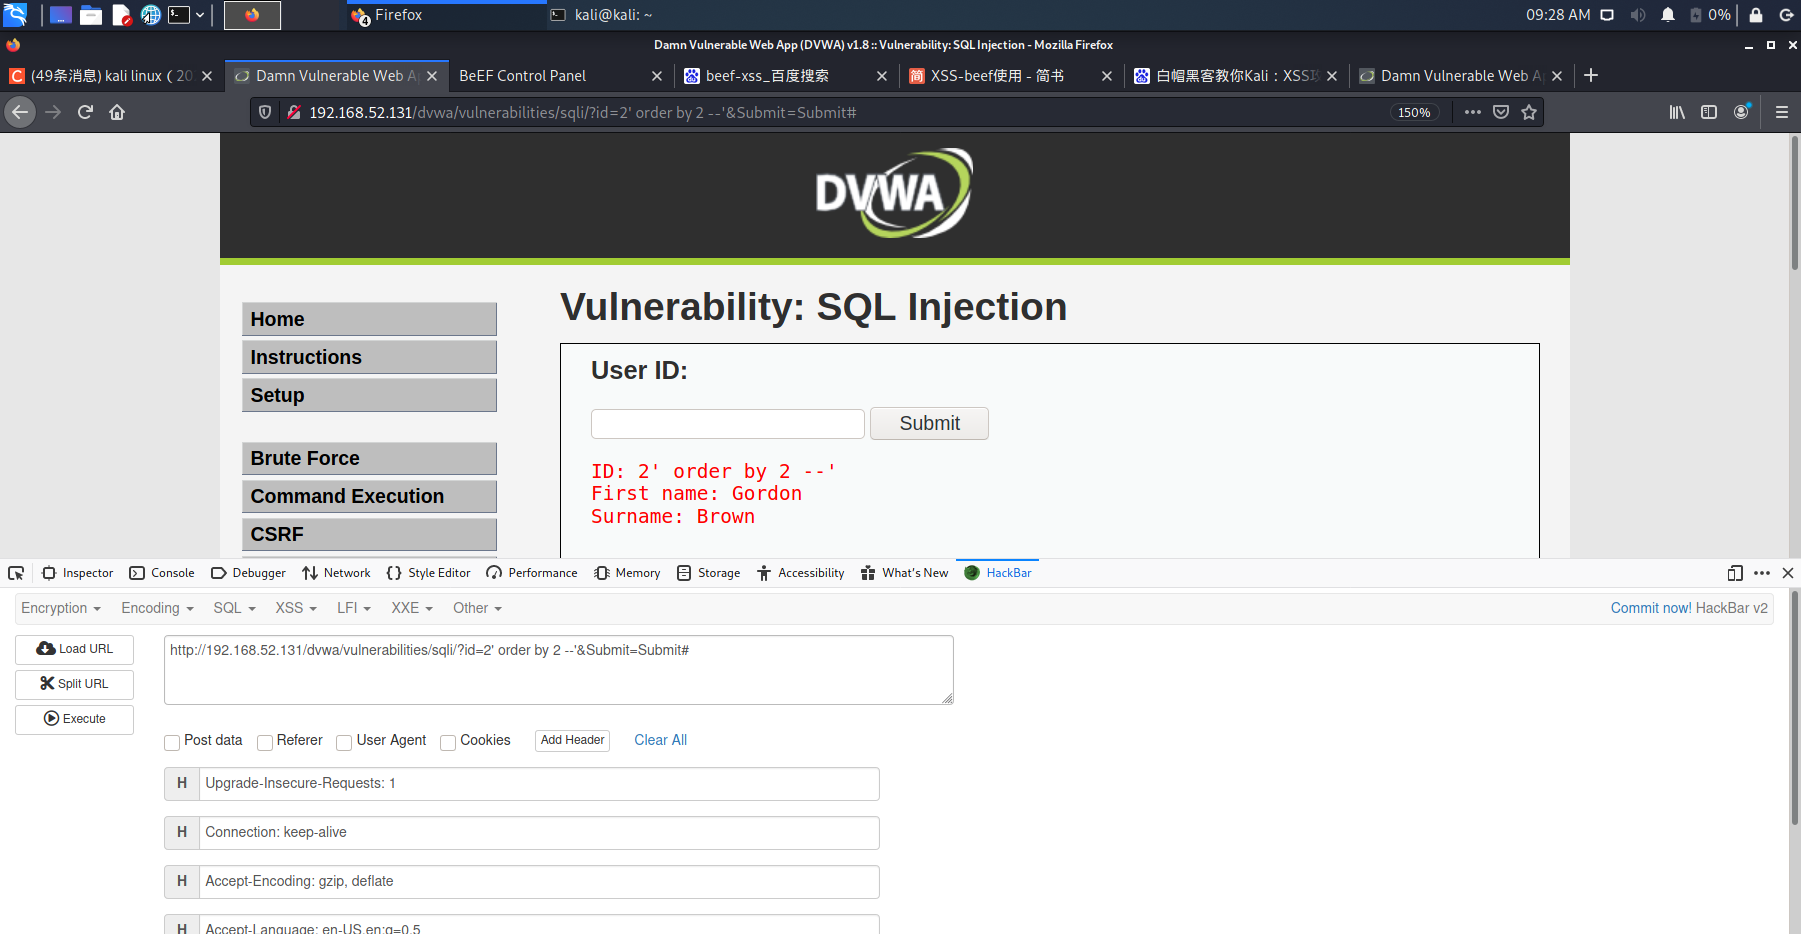 Firefox
4
kali@kali: ~
09:28 AM
0%
Damn Vulnerable Web App (DVWA) v1.8 :: Vulnerability: SQL Injection - Mozilla Firefox
(49条消息) kali linux ( 20
Damn Vulnerable Web A
BeEF Control Panel
beef-xss_百度搜索
XSS-beef使用 - 简书
白帽黑客教你Kali：XSS
Damn Vulnerable Web A
192.168.52.131/dvwa/vulnerabilities/sqli/?id=2' order by 2 --'&Submit=Submit#
150%
DVWA
Vulnerability: SQL Injection
Home
Instructions
Setup
Brute Force
Command Execution
CSRF
User ID:
Submit
ID: 2' order by 2 --'
First name: Gordon
Surname: Brown
Inspector Console Debugger Network Style Editor Performance Memory Storage Accessibility What's New HackBar
Encryption Encoding SQL XSS LFI XXE Other Commit now! HackBar v2
Load URL
Split URL
Execute
http://192.168.52.131/dvwa/vulnerabilities/sqli/?id=2' order by 2 --'&Submit=Submit#
Post data Referer User Agent Cookies Add Header Clear All
H Upgrade-Insecure-Requests: 1
H Connection: keep-alive
H Accept-Encoding: gzip, deflate
H Accept-Language: en-US,en;q=0.5